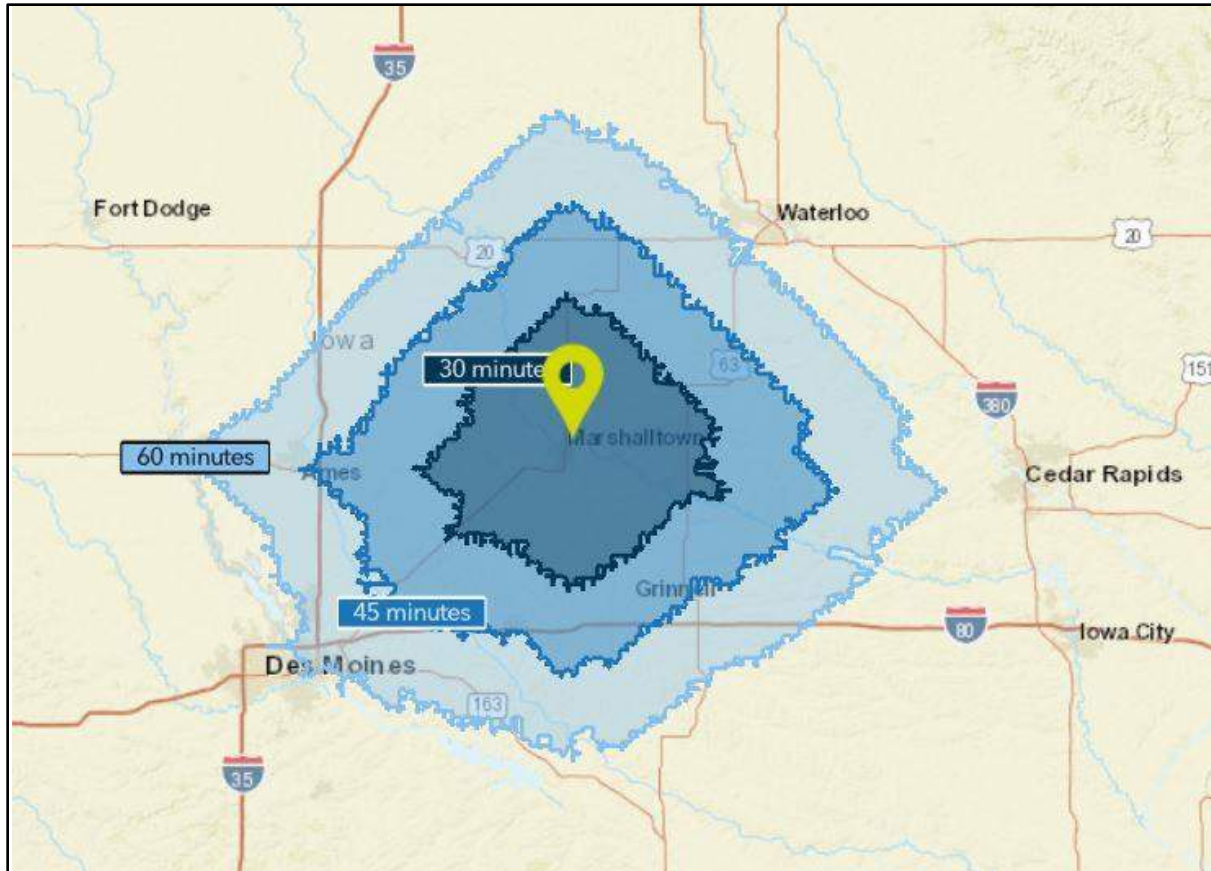 35
Fort Dodge
Waterloo
20
20
Iowa
30 minute
63
151
380
Marshalltown
60 minutes
Ames
Cedar Rapids
Grinnell
45 minutes
80
Iowa City
Des Moines
163
35